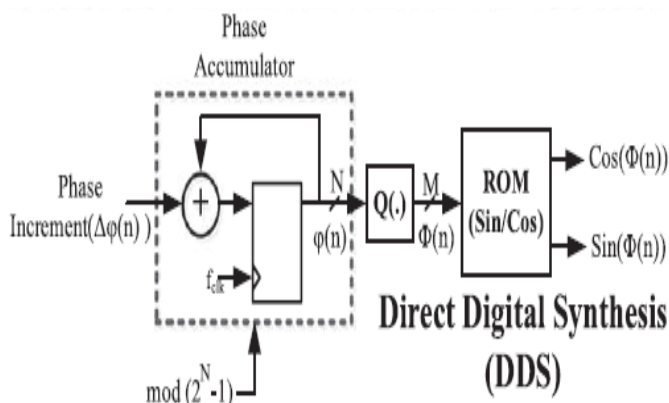 Phase
Accumulator
Phase
Increment(Δφ(n) )
+
f_clk
N
φ(n)
Q(.)
M
Φ(n)
ROM
(Sin/Cos)
Cos(Φ(n))
Sin(Φ(n))
mod (2^N-1)
Direct Digital Synthesis
(DDS)